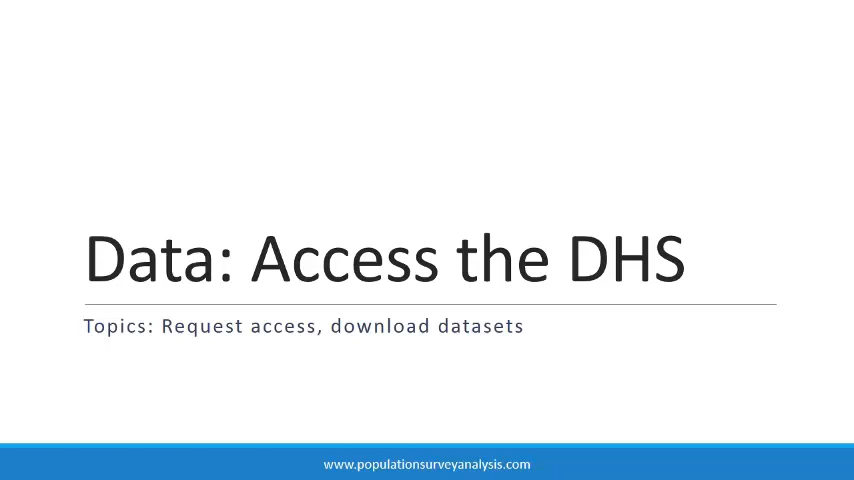 Data: Access the DHS
Topics: Request access, download datasets
www.populationsurveyanalysis.com